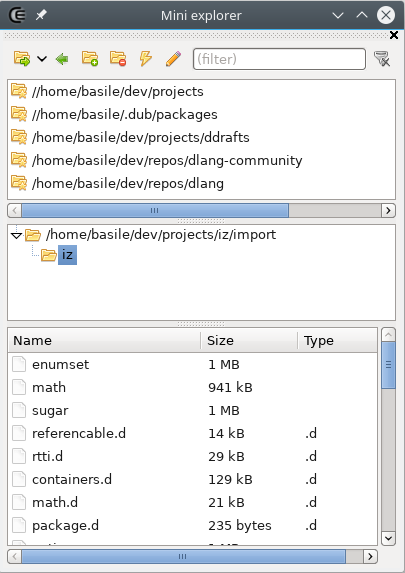 Mini explorer
(filter)
//home/basile/dev/projects
//home/basile/.dub/packages
/home/basile/dev/projects/ddrafts
/home/basile/dev/repos/dlang-community
/home/basile/dev/repos/dlang
/home/basile/dev/projects/iz/import
iz
Name Size Type
enumset 1 MB
math 941 kB
sugar 1 MB
referencable.d 14 kB .d
rtti.d 29 kB .d
containers.d 129 kB .d
math.d 21 kB .d
package.d 235 bytes .d